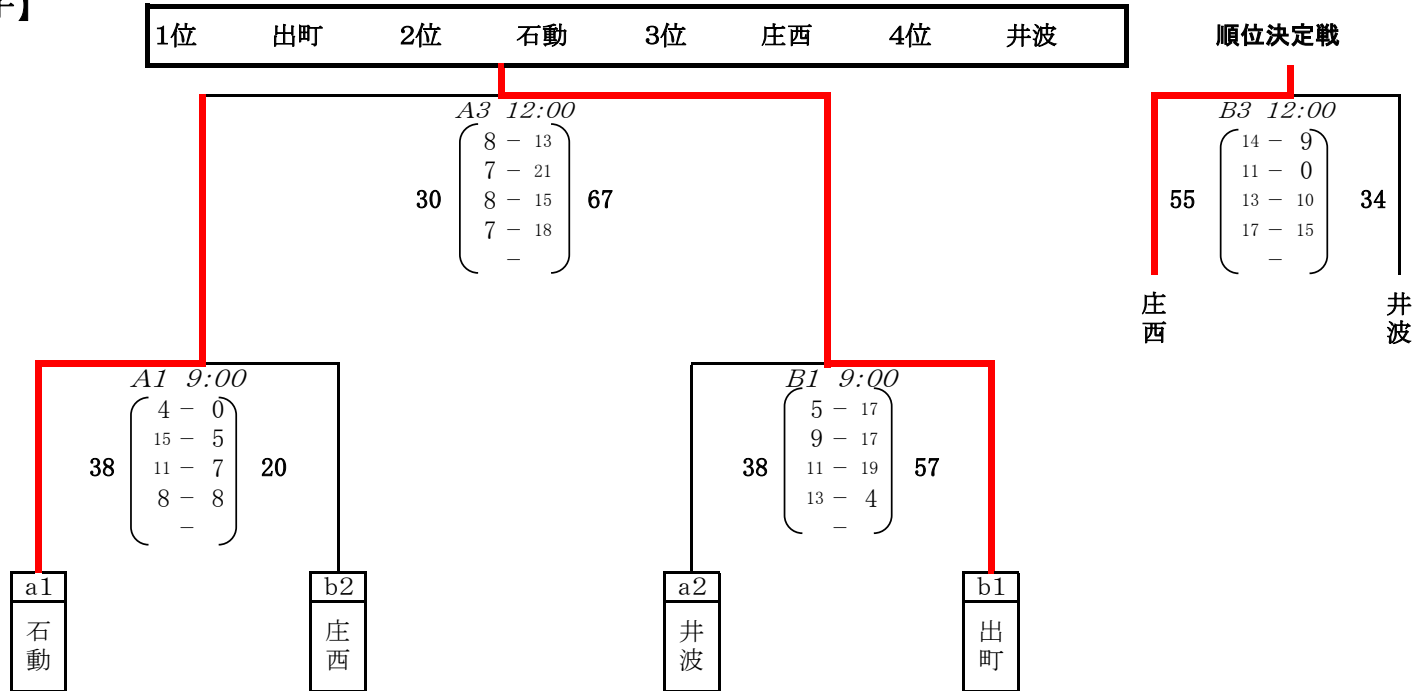 子】
1位 出町 2位 石動 3位 庄西 4位 井波
順位決定戦
A3 12:00
8 － 13
7 － 21
30 8 － 15 67
7 － 18
－
B3 12:00
14 － 9
11 － 0
55 13 － 10 34
17 － 15
－
庄西
井波
A1 9:00
4 － 0
15 － 5
38 11 － 7 20
8 － 8
－
B1 9:00
5 － 17
9 － 17
38 11 － 19 57
13 － 4
－
a1
石動
b2
庄西
a2
井波
b1
出町